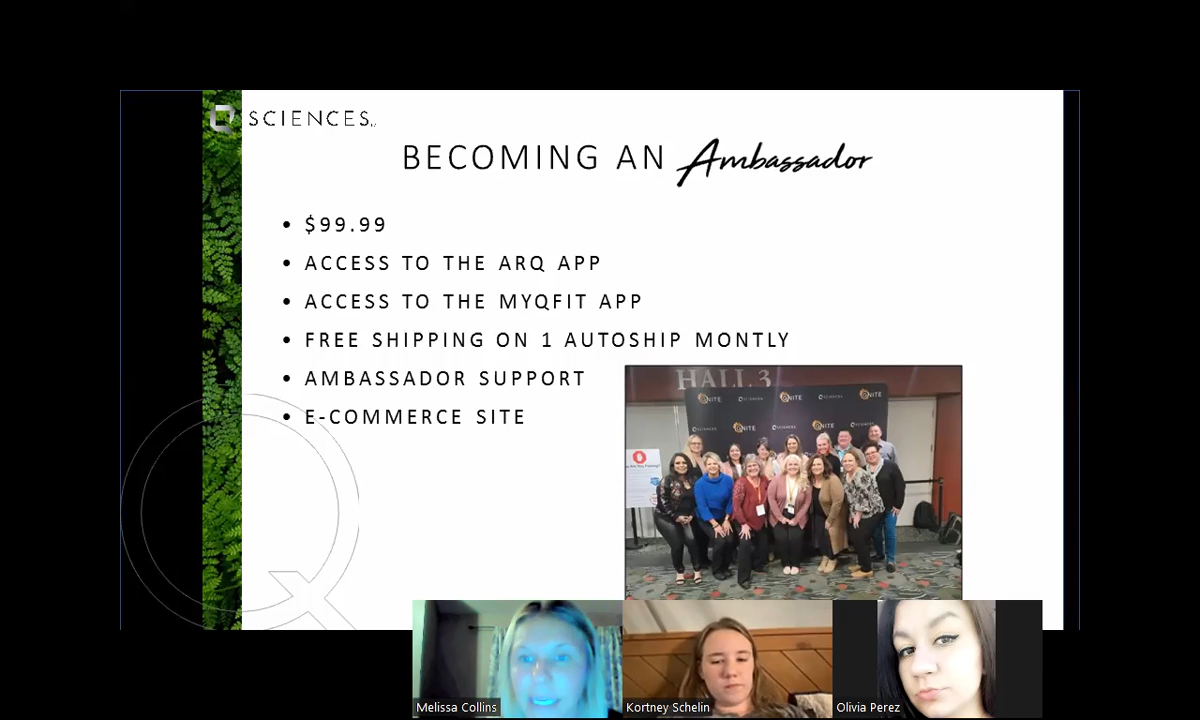 SCIENCES
BECOMING AN Ambassador
• $99.99
• ACCESS TO THE ARQ APP
• ACCESS TO THE MYQFIT APP
• FREE SHIPPING ON 1 AUTOSHIP MONTLY
• AMBASSADOR SUPPORT
• E-COMMERCE SITE
HALL 3
Melissa Collins
Kortney Schelin
Olivia Perez